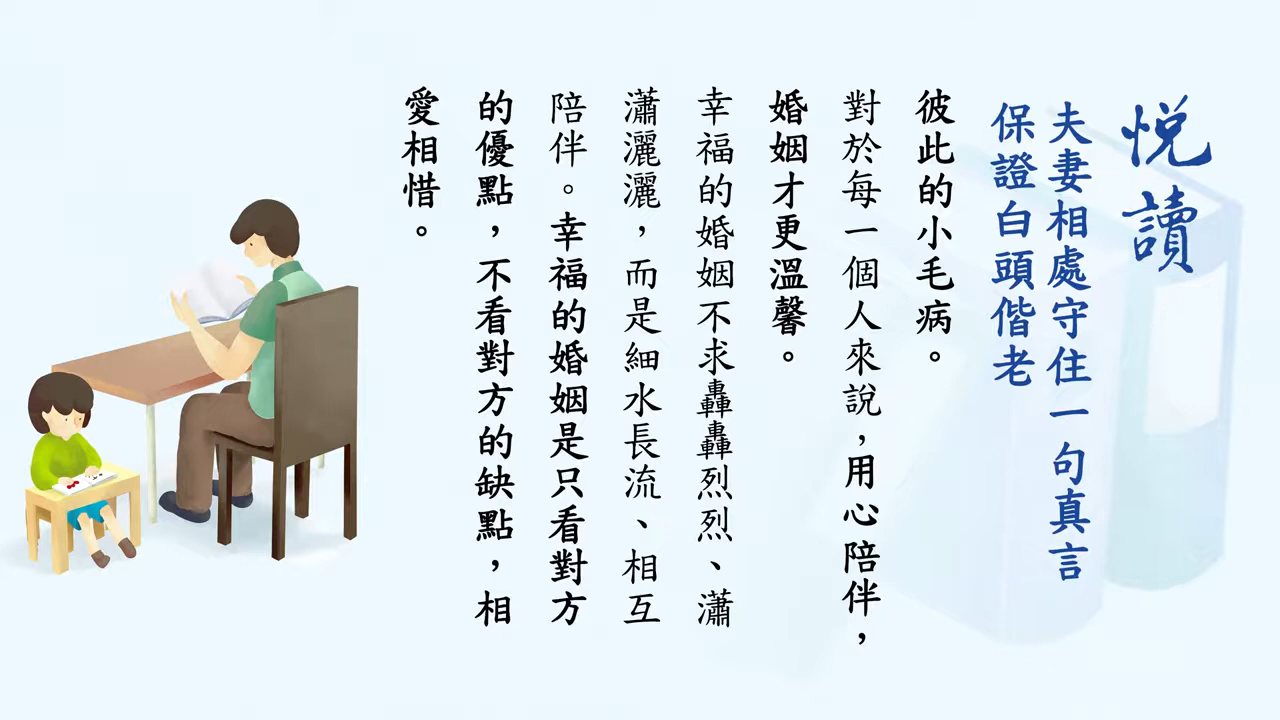 悅讀
夫妻相處守住一句真言
保證白頭偕老
彼此的小毛病。
對於每一個人來說，用心陪伴，
婚姻才更溫馨。
幸福的婚姻不求轟轟烈烈、瀟
瀟灑灑，而是細水長流、相互
陪伴。幸福的婚姻是只看對方
的優點，不看對方的缺點，相
愛相惜。